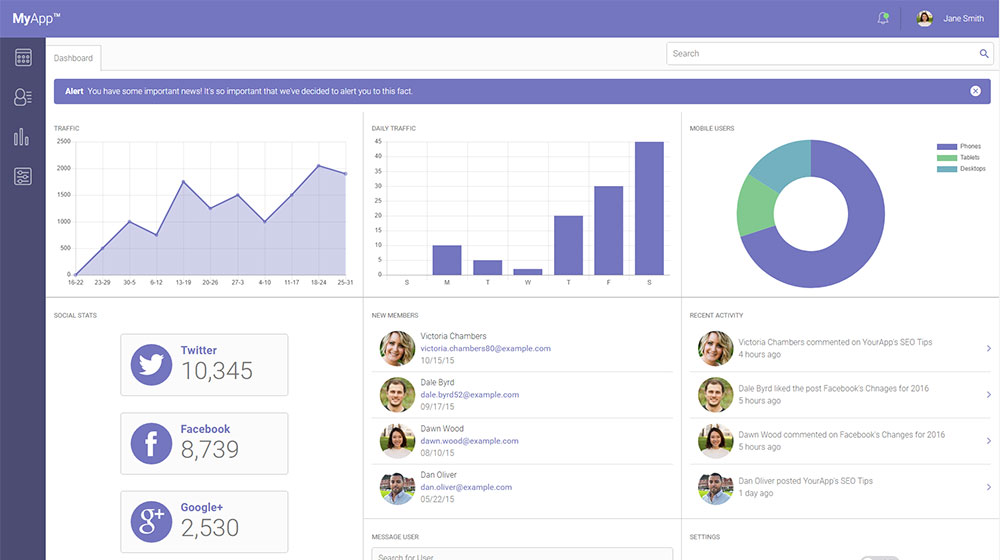 MyApp™
Jane Smith
Dashboard
Search
Alert You have some important news! It's so important that we've decided to alert you to this fact.
TRAFFIC
2500
2000
1500
1000
500
0
16-22 23-29 30-5 6-12 13-19 20-26 27-3 4-10 11-17 18-24 25-31
DAILY TRAFFIC
45
40
35
30
25
20
15
10
5
0
S M T W T F S
MOBILE USERS
Phones
Tablets
Desktops
SOCIAL STATS
Twitter
10,345
Facebook
8,739
Google+
2,530
NEW MEMBERS
Victoria Chambers
victoria.chambers80@example.com
10/15/15
Dale Byrd
dale.byrd52@example.com
09/17/15
Dawn Wood
dawn.wood@example.com
08/10/15
Dan Oliver
dan.oliver@example.com
05/22/15
RECENT ACTIVITY
Victoria Chambers commented on YourApp's SEO Tips
4 hours ago
Dale Byrd liked the post Facebook's Chnages for 2016
5 hours ago
Dawn Wood commented on Facebook's Changes for 2016
5 hours ago
Dan Oliver posted YourApp's SEO Tips
1 day ago
MESSAGE USER
Search for User
SETTINGS